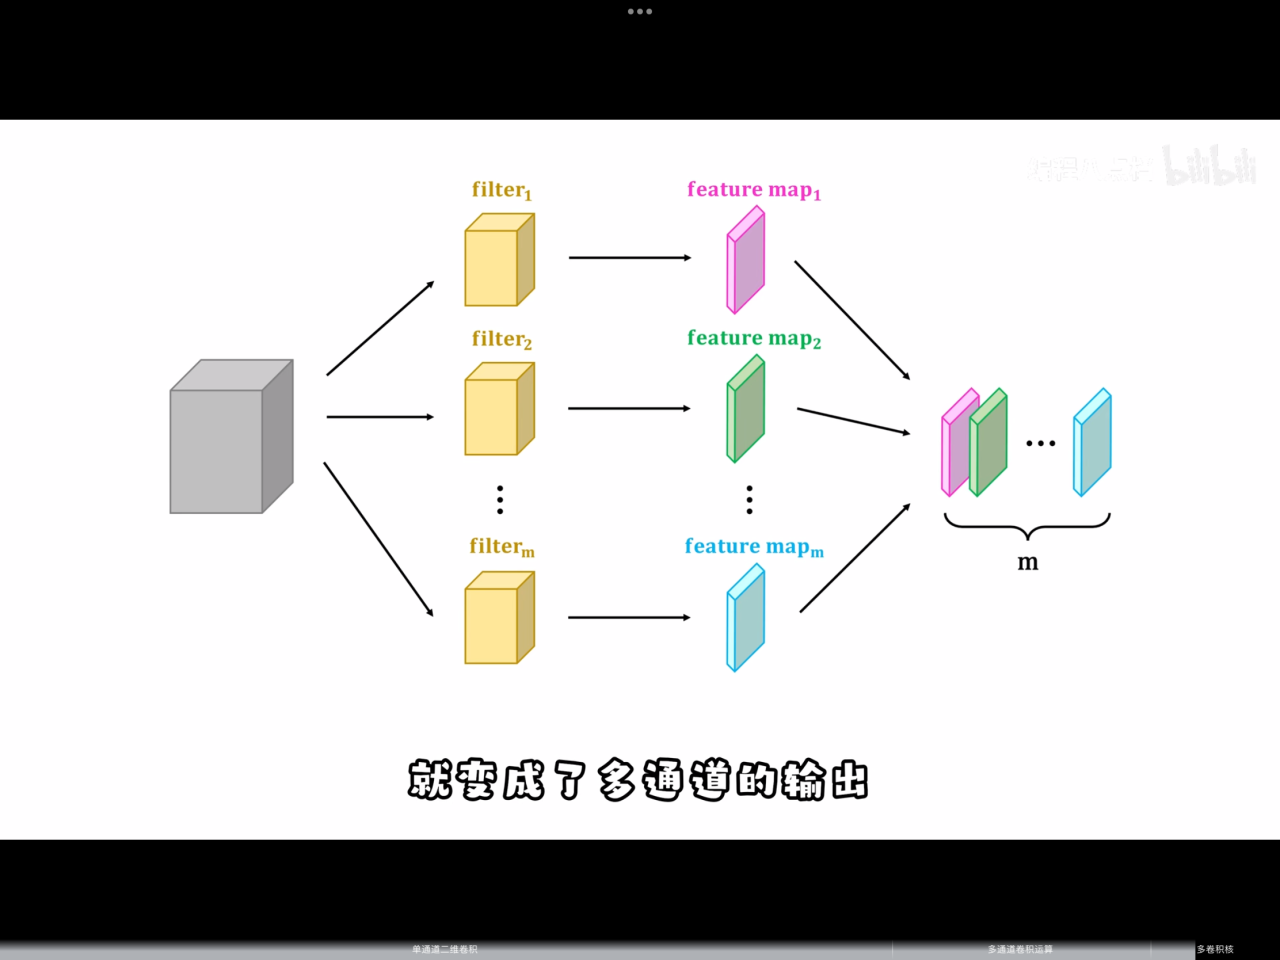 bilibili
filter1
feature map1
filter2
feature map2
filterm
feature mapm
m
就变成了多通道的输出
单通道二维卷积
多通道卷积运算
多卷积核